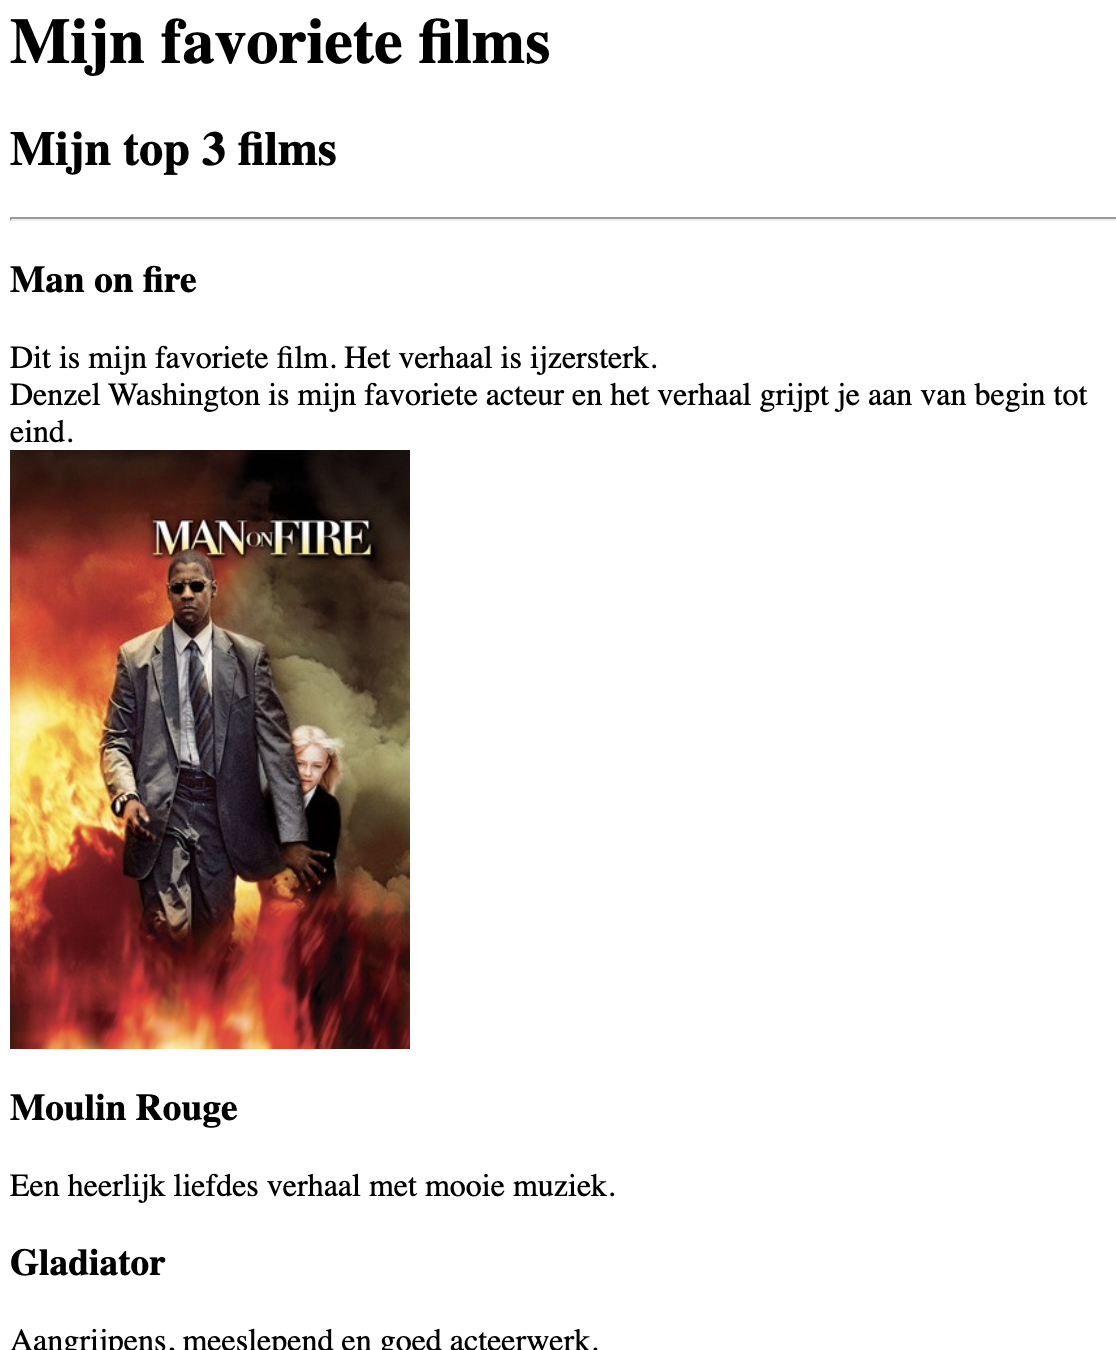 Mijn favoriete films
Mijn top 3 films
Man on fire
Dit is mijn favoriete film. Het verhaal is ijzersterk.
Denzel Washington is mijn favoriete acteur en het verhaal grijpt je aan van begin tot
eind.
MAN ON FIRE
Moulin Rouge
Een heerlijk liefdes verhaal met mooie muziek.
Gladiator
Aangrijpens, meeslepend en goed acteerwerk.